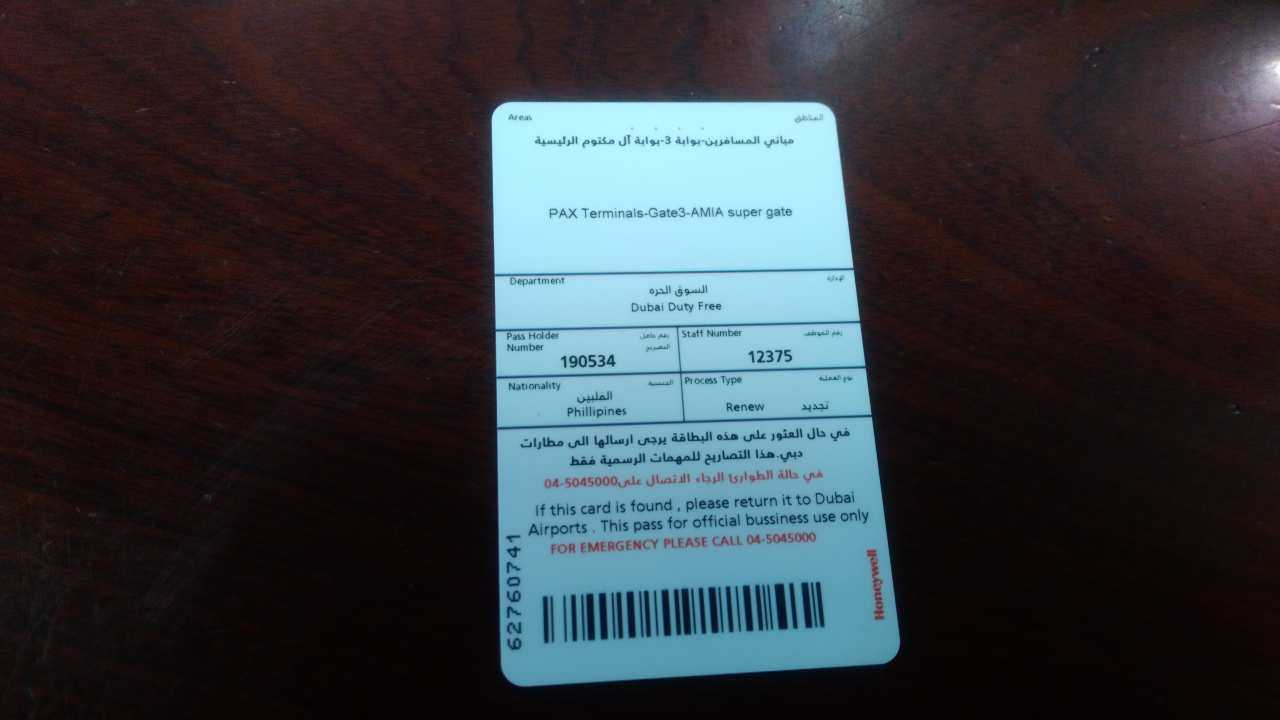 Areas المناطق
مباني المسافرين-بوابة 3-بوابة آل مكتوم الرئيسية
PAX Terminals-Gate3-AMIA super gate
Department الإدارة
السوق الحره
Dubai Duty Free
Pass Holder رقم حامل
Number التصريح
190534
Staff Number رقم الموظف
12375
Nationality الجنسية
الفلبين
Phillipines
Process Type نوع العملية
Renew تجديد
في حال العثور على هذه البطاقة يرجى ارسالها الى مطارات
دبي.هذا التصاريح للمهمات الرسمية فقط
في حالة الطوارئ الرجاء الاتصال على04-5045000
If this card is found , please return it to Dubai
Airports . This pass for official bussiness use only
FOR EMERGENCY PLEASE CALL 04-5045000
62760741
Honeywell